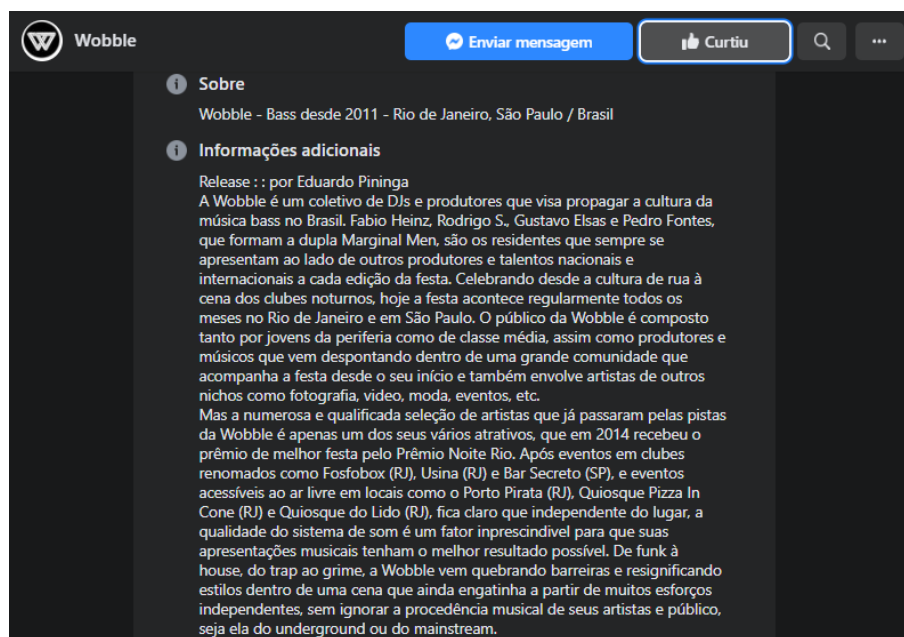 W Wobble Enviar mensagem Curtiu
Sobre
Wobble - Bass desde 2011 - Rio de Janeiro, São Paulo / Brasil
Informações adicionais
Release : : por Eduardo Pininga
A Wobble é um coletivo de DJs e produtores que visa propagar a cultura da
música bass no Brasil. Fabio Heinz, Rodrigo S., Gustavo Elsas e Pedro Fontes,
que formam a dupla Marginal Men, são os residentes que sempre se
apresentam ao lado de outros produtores e talentos nacionais e
internacionais a cada edição da festa. Celebrando desde a cultura de rua à
cena dos clubes noturnos, hoje a festa acontece regularmente todos os
meses no Rio de Janeiro e em São Paulo. O público da Wobble é composto
tanto por jovens da periferia como de classe média, assim como produtores e
músicos que vem despontando dentro de uma grande comunidade que
acompanha a festa desde o seu início e também envolve artistas de outros
nichos como fotografia, video, moda, eventos, etc.
Mas a numerosa e qualificada seleção de artistas que já passaram pelas pistas
da Wobble é apenas um dos seus vários atrativos, que em 2014 recebeu o
prêmio de melhor festa pelo Prêmio Noite Rio. Após eventos em clubes
renomados como Fosfobox (RJ), Usina (RJ) e Bar Secreto (SP), e eventos
acessíveis ao ar livre em locais como o Porto Pirata (RJ), Quiosque Pizza In
Cone (RJ) e Quiosque do Lido (RJ), fica claro que independente do lugar, a
qualidade do sistema de som é um fator inprescindivel para que suas
apresentações musicais tenham o melhor resultado possível. De funk à
house, do trap ao grime, a Wobble vem quebrando barreiras e resignificando
estilos dentro de uma cena que ainda engatinha a partir de muitos esforços
independentes, sem ignorar a procedência musical de seus artistas e público,
seja ela do underground ou do mainstream.